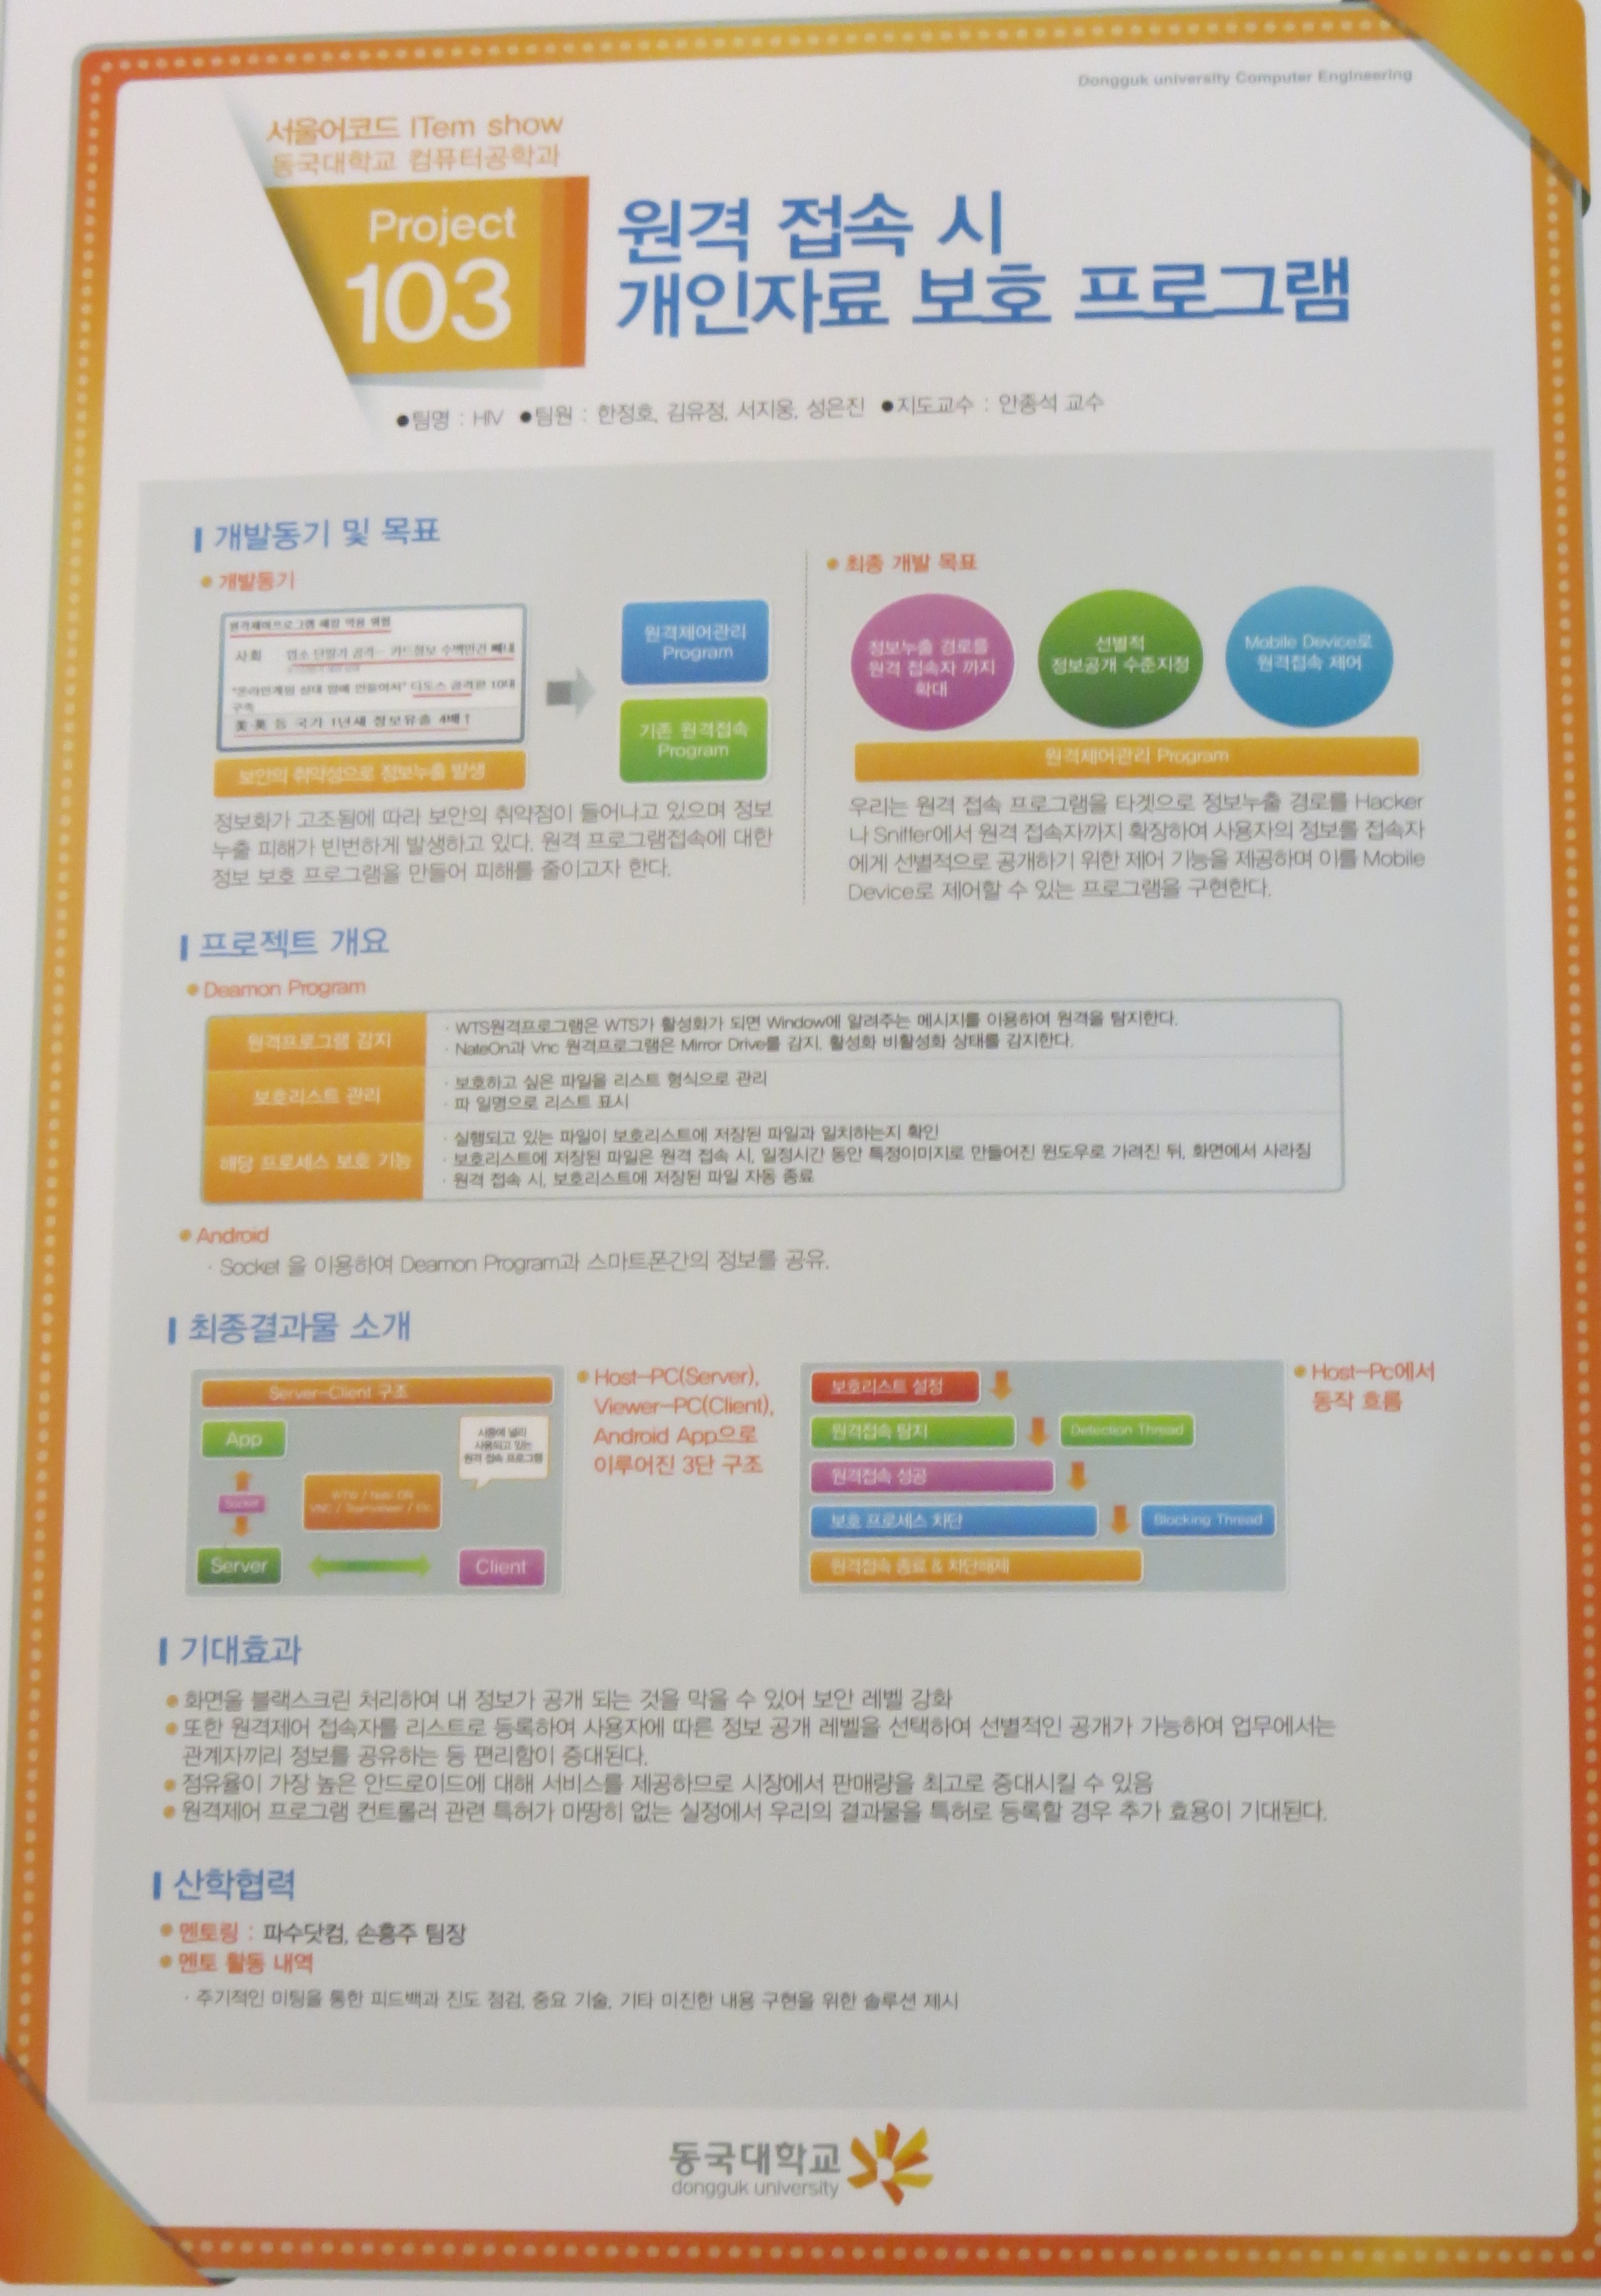 Dongguk university Computer Engineering
서울어코드 ITem show
동국대학교 컴퓨터공학과
Project
103
원격 접속 시
개인자료 보호 프로그램
●팀명 : HIV ●팀원 : 한정호, 김유정, 서지웅, 성은진 ●지도교수 : 안종석 교수
개발동기 및 목표
개발동기
원격제어프로그램 해킹 악용 위험
사회 업소 단말기 공격… 카드정보 수백만건 빼내
"온라인게임 상대 맘에 안들어서" 디도스 공격한 10대
구속
美·英 등 국가 1년새 정보유출 4배↑
보안의 취약성으로 정보누출 발생
원격제어관리
Program
기존 원격접속
Program
정보화가 고조됨에 따라 보안의 취약점이 들어나고 있으며 정보
누출 피해가 빈번하게 발생하고 있다. 원격 프로그램접속에 대한
정보 보호 프로그램을 만들어 피해를 줄이고자 한다.
최종 개발 목표
정보누출 경로를
원격 접속자 까지
확대
선별적
정보공개 수준지정
Mobile Device로
원격접속 제어
원격제어관리 Program
우리는 원격 접속 프로그램을 타겟으로 정보누출 경로를 Hacker
나 Sniffer에서 원격 접속자까지 확장하여 사용자의 정보를 접속자
에게 선별적으로 공개하기 위한 제어 기능을 제공하며 이를 Mobile
Device로 제어할 수 있는 프로그램을 구현한다.
프로젝트 개요
Deamon Program
원격프로그램 감지
· WTS원격프로그램은 WTS가 활성화가 되면 Window에 알려주는 메시지를 이용하여 원격을 탐지한다.
· NateOn과 Vnc 원격프로그램은 Mirror Drive를 감지, 활성화 비활성화 상태를 감지한다.
보호리스트 관리
· 보호하고 싶은 파일을 리스트 형식으로 관리
· 파 일명으로 리스트 표시
해당 프로세스 보호 기능
· 실행되고 있는 파일이 보호리스트에 저장된 파일과 일치하는지 확인
· 보호리스트에 저장된 파일은 원격 접속 시, 일정시간 동안 특정이미지로 만들어진 윈도우로 가려진 뒤, 화면에서 사라짐
· 원격 접속 시, 보호리스트에 저장된 파일 자동 종료
Android
· Socket 을 이용하여 Deamon Program과 스마트폰간의 정보를 공유.
최종결과물 소개
Server-Client 구조
App
Socket
Server
시중에 널리
사용되고 있는
원격 접속 프로그램
WTW / Nate ON
VNC / Teamviewer / Etc.
Client
Host-PC(Server),
Viewer-PC(Client),
Android App으로
이루어진 3단 구조
보호리스트 설정
원격접속 탐지
Detection Thread
원격접속 성공
보호 프로세스 차단
Blocking Thread
원격접속 종료 & 차단해제
Host-Pc에서
동작 흐름
기대효과
화면을 블랙스크린 처리하여 내 정보가 공개 되는 것을 막을 수 있어 보안 레벨 강화
또한 원격제어 접속자를 리스트로 등록하여 사용자에 따른 정보 공개 레벨을 선택하여 선별적인 공개가 가능하여 업무에서는
관계자끼리 정보를 공유하는 등 편리함이 증대된다.
점유율이 가장 높은 안드로이드에 대해 서비스를 제공하므로 시장에서 판매량을 최고로 증대시킬 수 있음
원격제어 프로그램 컨트롤러 관련 특허가 마땅히 없는 실정에서 우리의 결과물을 특허로 등록할 경우 추가 효용이 기대된다.
산학협력
멘토링 : 파수닷컴, 손흥주 팀장
멘토 활동 내역
· 주기적인 미팅을 통한 피드백과 진도 점검, 중요 기술, 기타 미진한 내용 구현을 위한 솔루션 제시
동국대학교
dongguk university